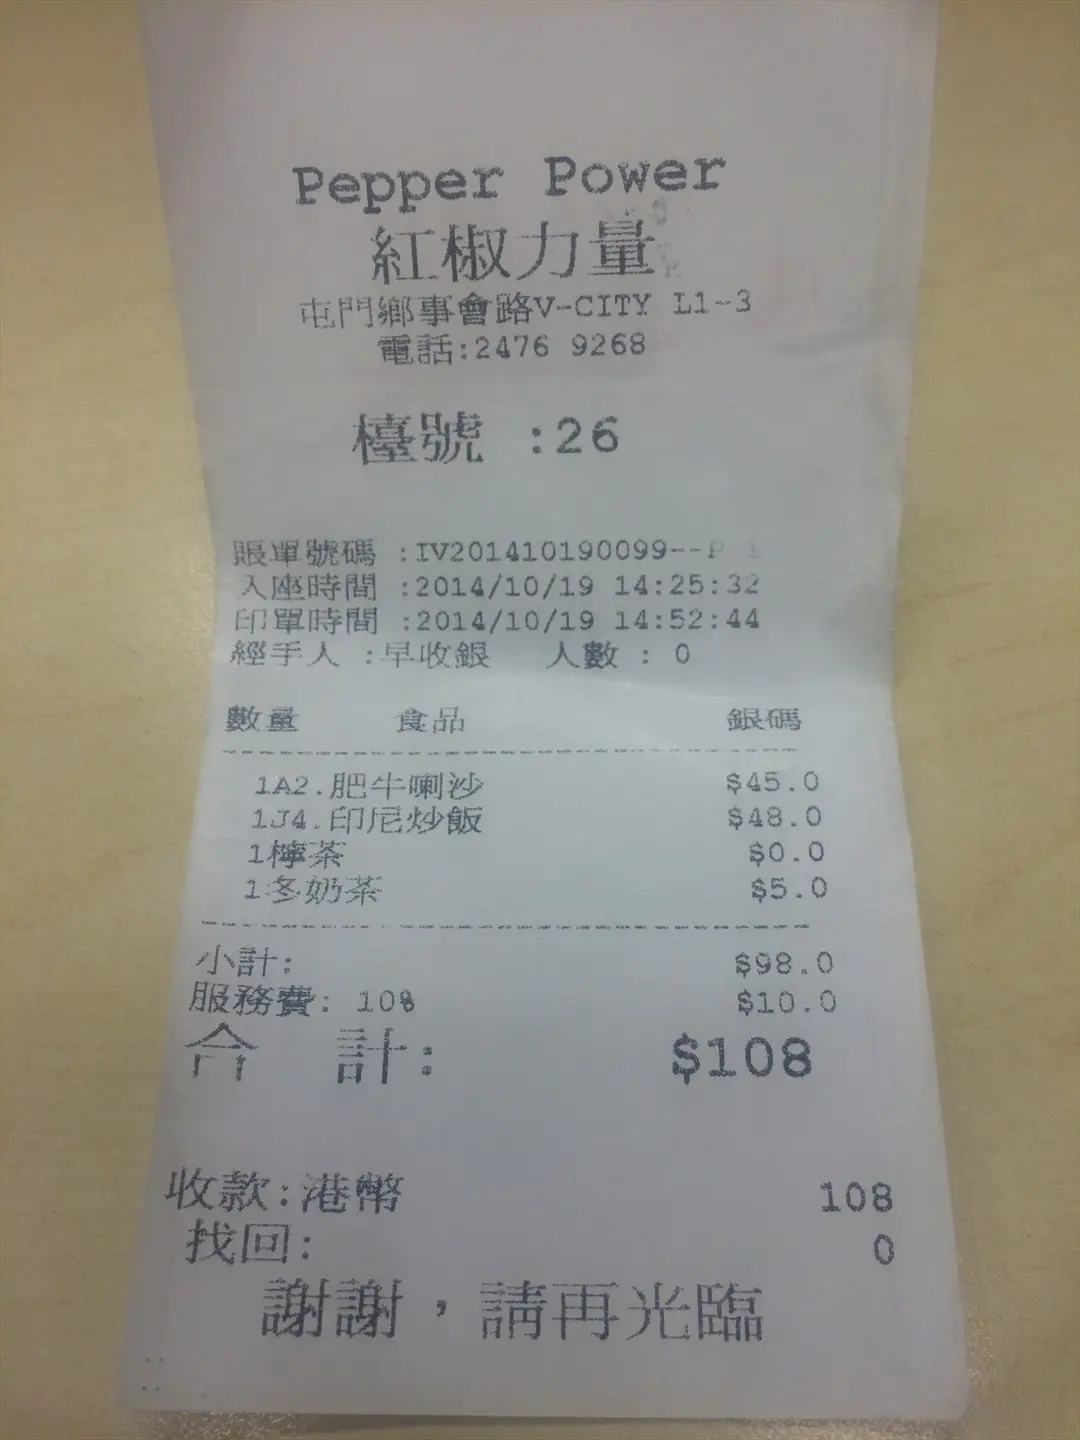 Pepper Power
紅椒力量
屯門鄉事會路V-CITY L1-3
電話:2476 9268
檯號 :26
賬單號碼 :IV201410190099--P
入座時間 :2014/10/19 14:25:32
印單時間 :2014/10/19 14:52:44
經手人 :早收銀 人數 : 0
數量 食品 銀碼
1A2.肥牛喇沙 $45.0
1J4.印尼炒飯 $48.0
1檸茶 $0.0
1冬奶茶 $5.0
小計: $98.0
服務費: 10% $10.0
合 計: $108
收款:港幣 108
找回: 0
謝謝，請再光臨